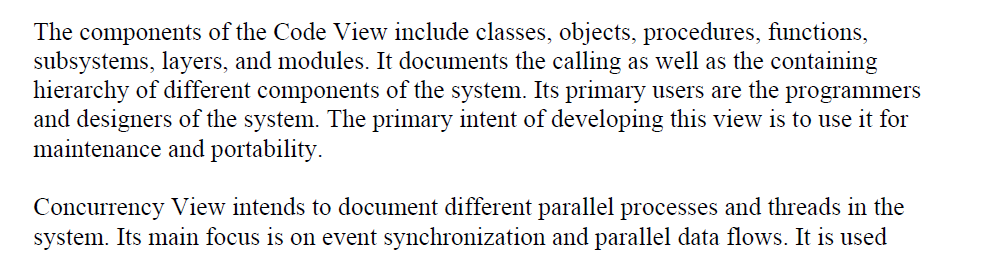 The components of the Code View include classes, objects, procedures, functions,
subsystems, layers, and modules. It documents the calling as well as the containing
hierarchy of different components of the system. Its primary users are the programmers
and designers of the system. The primary intent of developing this view is to use it for
maintenance and portability.
Concurrency View intends to document different parallel processes and threads in the
system. Its main focus is on event synchronization and parallel data flows. It is used